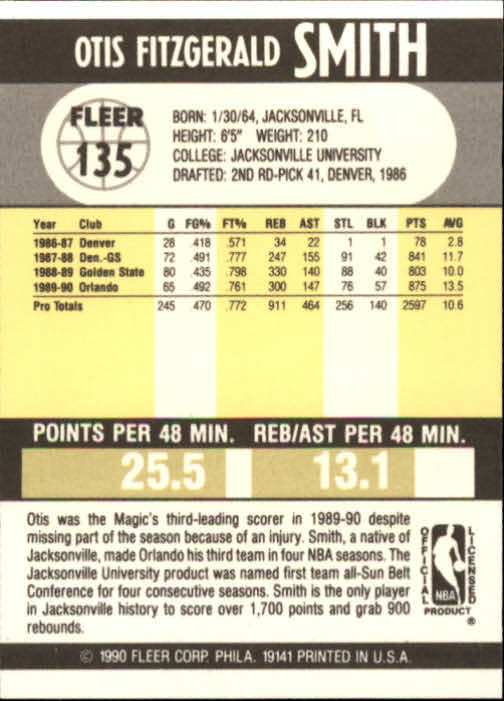 OTIS FITZGERALD SMITH
FLEER
135
BORN: 1/30/64, JACKSONVILLE, FL
HEIGHT: 6'5" WEIGHT: 210
COLLEGE: JACKSONVILLE UNIVERSITY
DRAFTED: 2ND RD-PICK 41, DENVER, 1986
Year Club G FG% FT% REB AST STL BLK PTS AVG
1986-87 Denver 28 .418 .571 34 22 1 1 78 2.8
1987-88 Den.-GS 72 .491 .777 247 155 91 42 841 11.7
1988-89 Golden State 80 .435 .798 330 140 88 40 803 10.0
1989-90 Orlando 65 .492 .761 300 147 76 57 875 13.5
Pro Totals 245 .470 .772 911 464 256 140 2597 10.6
POINTS PER 48 MIN. REB/AST PER 48 MIN.
25.5 13.1
Otis was the Magic's third-leading scorer in 1989-90 despite
missing part of the season because of an injury. Smith, a native of
Jacksonville, made Orlando his third team in four NBA seasons. The
Jacksonville University product was named first team all-Sun Belt
Conference for four consecutive seasons. Smith is the only player
in Jacksonville history to score over 1,700 points and grab 900
rebounds.
OFFICIAL
LICENSED
NBA
PRODUCT ®
© 1990 FLEER CORP. PHILA. 19141 PRINTED IN U.S.A.